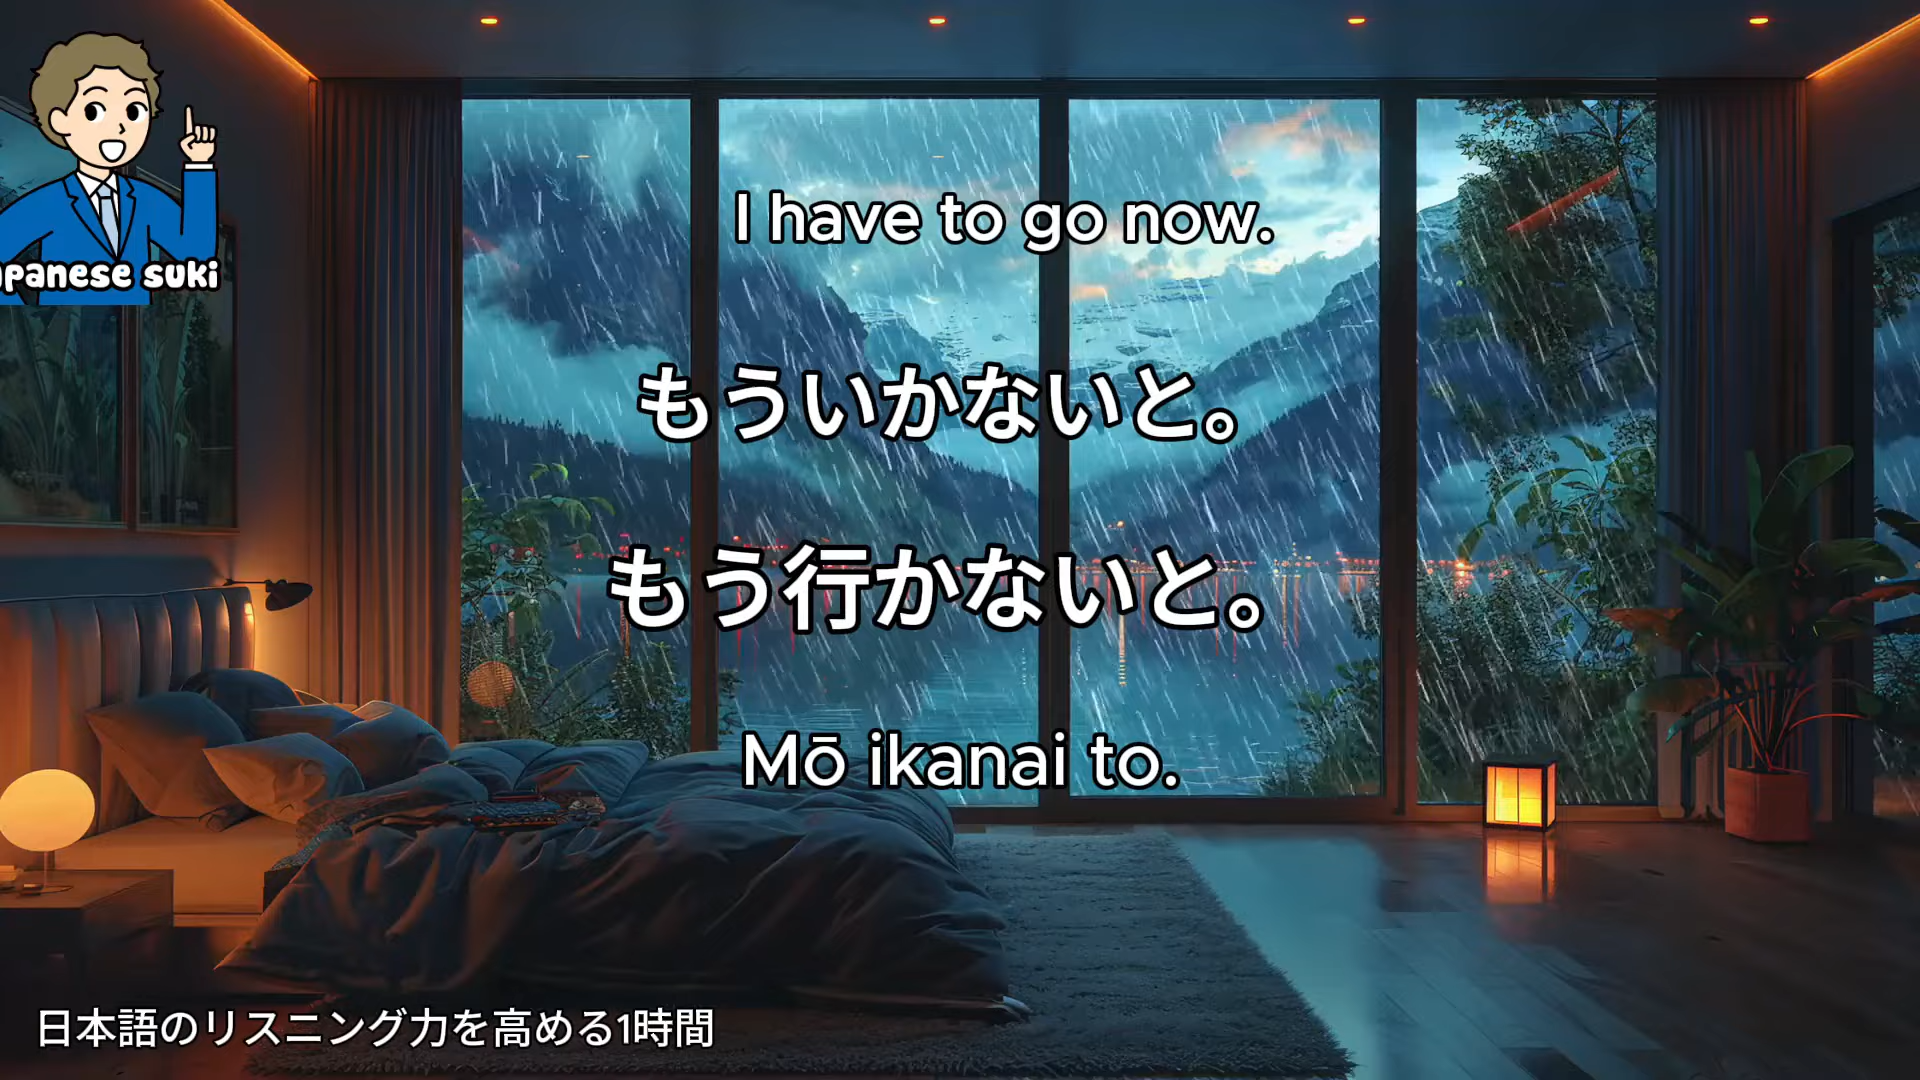 apanese suki
I have to go now.
もういかないと。
もう行かないと。
Mō ikanai to.
日本語のリスニング力を高める1時間